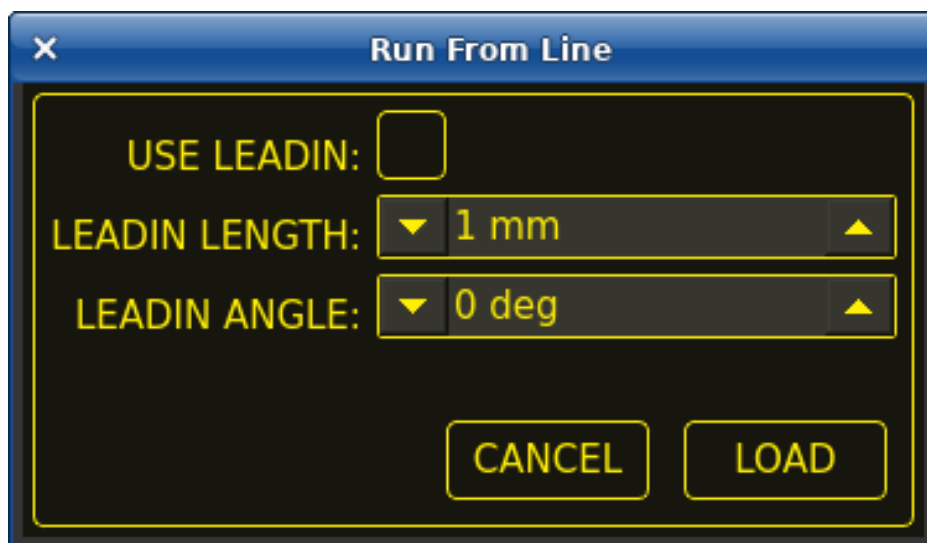 Run From Line
USE LEADIN:
LEADIN LENGTH: 1 mm
LEADIN ANGLE: 0 deg
CANCEL LOAD